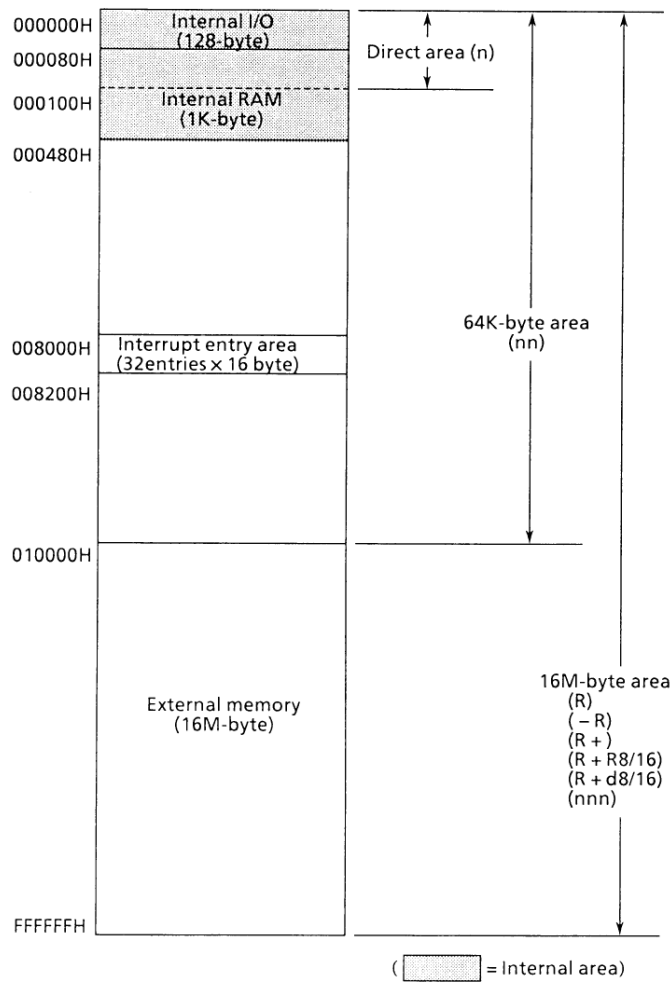 000000H
Internal I/O
(128-byte)
000080H
Direct area (n)
000100H
Internal RAM
(1K-byte)
000480H
64K-byte area
(nn)
008000H
Interrupt entry area
(32entries × 16 byte)
008200H
010000H
16M-byte area
(R)
( – R)
(R + )
(R + R8/16)
(R + d8/16)
(nnn)
External memory
(16M-byte)
FFFFFFH
( = Internal area)